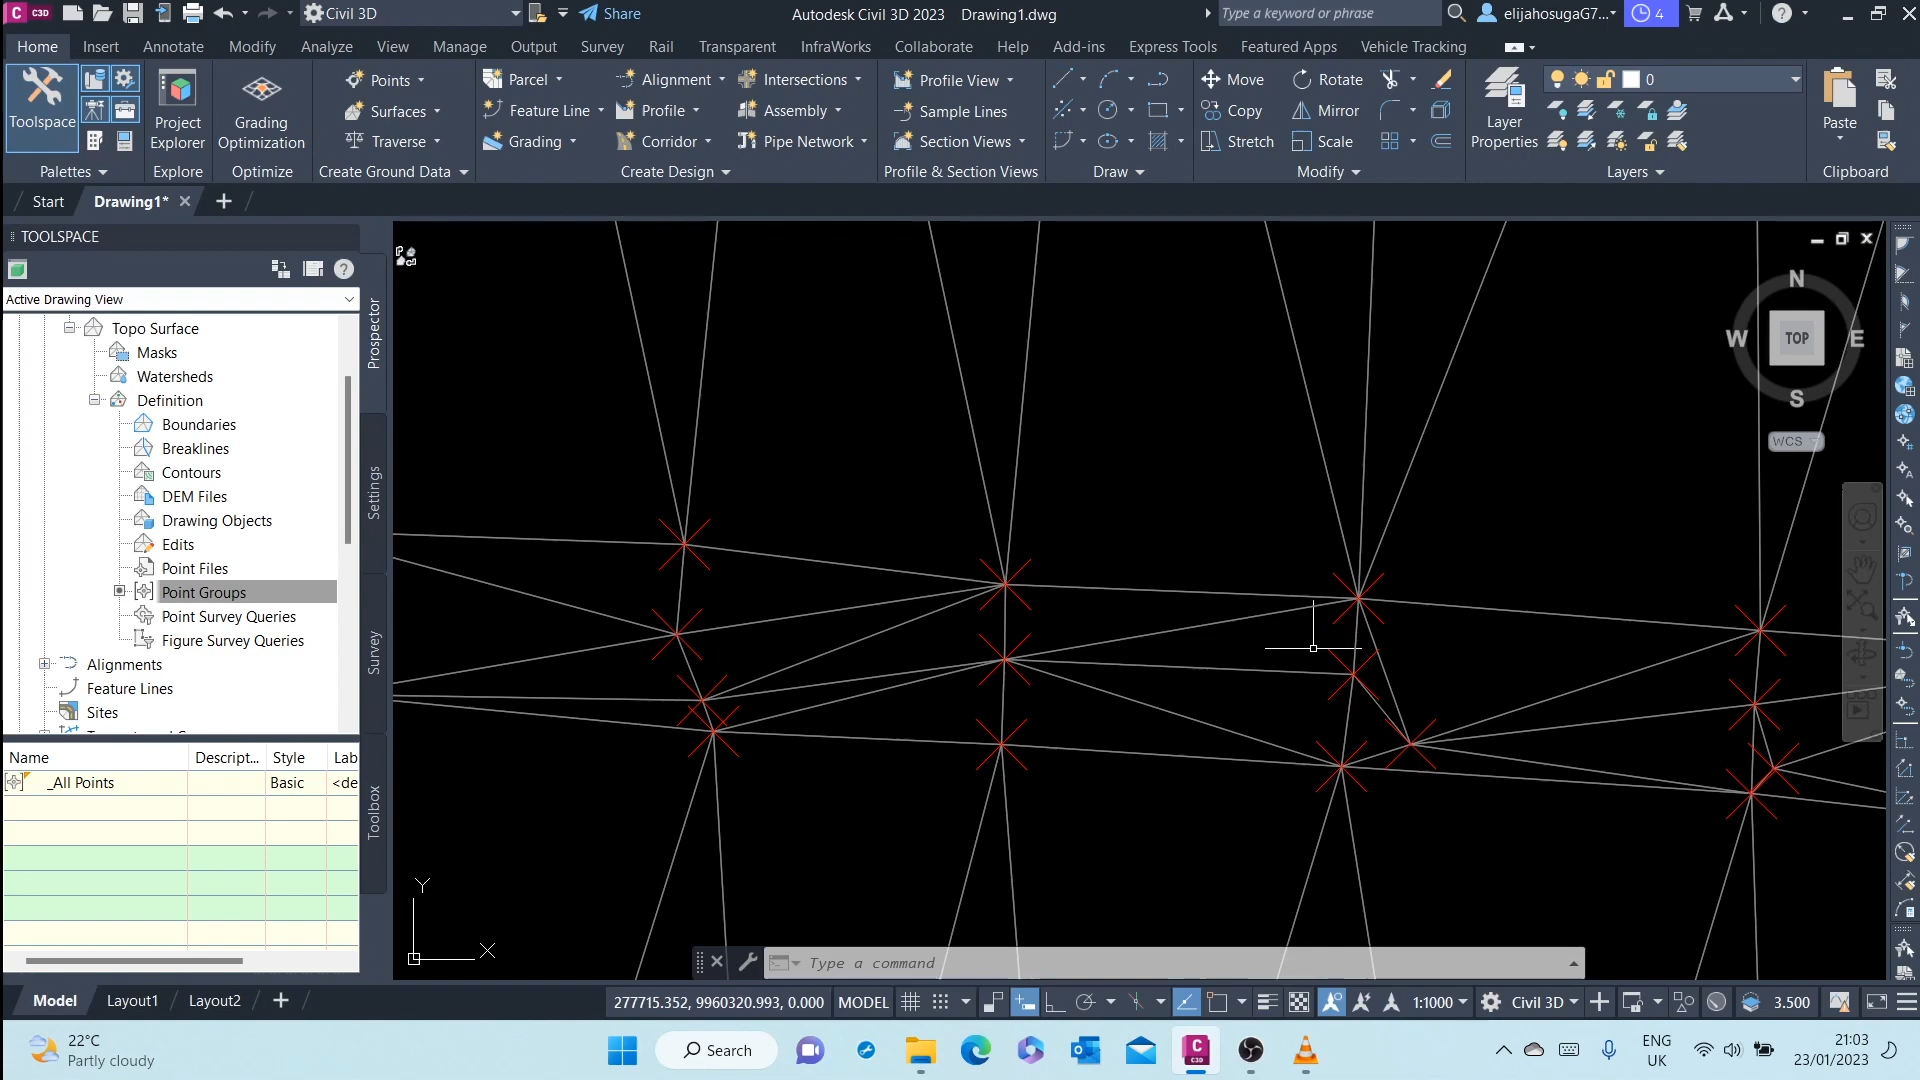 C C3D Civil 3D Share Autodesk Civil 3D 2023 Drawing1.dwg Type a keyword or phrase elijahosugaG7... 4
Home Insert Annotate Modify Analyze View Manage Output Survey Rail Transparent InfraWorks Collaborate Help Add-ins Express Tools Featured Apps Vehicle Tracking
Points Parcel Alignment Intersections Profile View Move Rotate 0
Toolspace Project Explorer Grading Optimization Surfaces Feature Line Profile Assembly Sample Lines Copy Mirror Layer Properties Paste
Traverse Grading Corridor Pipe Network Section Views Stretch Scale
Palettes Explore Optimize Create Ground Data Create Design Profile & Section Views Draw Modify Layers Clipboard
Start Drawing1*
TOOLSPACE
Active Drawing View
Topo Surface
Masks
Watersheds
Definition
Boundaries
Breaklines
Contours
DEM Files
Drawing Objects
Edits
Point Files
Point Groups
Point Survey Queries
Figure Survey Queries
Alignments
Feature Lines
Sites
Prospector
Settings
Survey
Toolbox
Name Descript... Style Lab
_All Points Basic <de
N
W TOP E
S
WCS
Y
X
Type a command
Model Layout1 Layout2 277715.352, 9960320.993, 0.000 MODEL 1:1000 Civil 3D 3.500
22°C
Partly cloudy
Search
C C3D
ENG
UK
21:03
23/01/2023